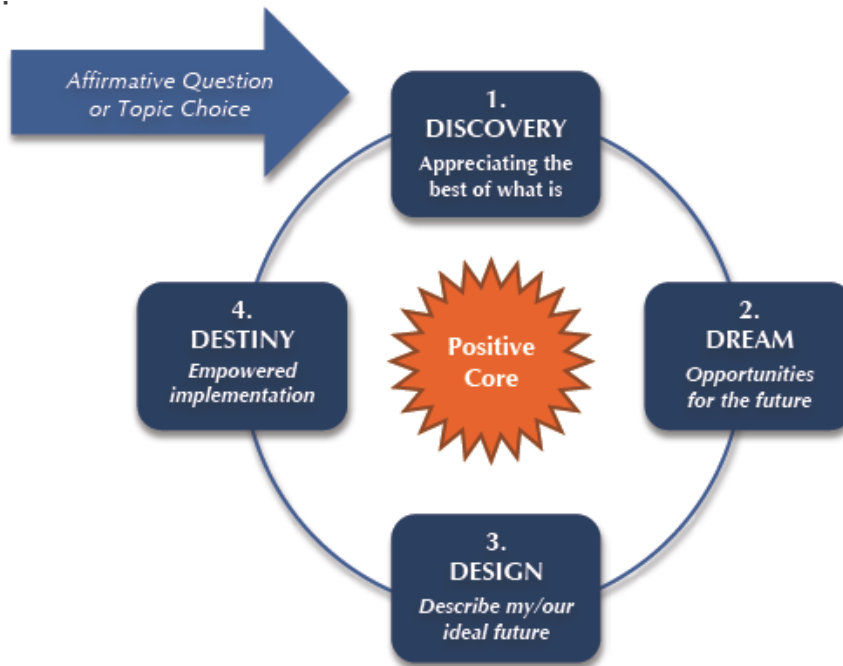 Affirmative Question
or Topic Choice
1.
DISCOVERY
Appreciating the
best of what is
2.
DREAM
Opportunities
for the future
3.
DESIGN
Describe my/our
ideal future
4.
DESTINY
Empowered
implementation
Positive
Core